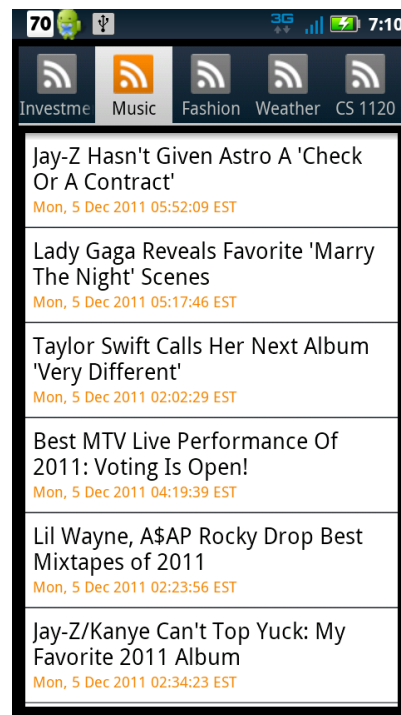 70 3G 7:10
Investme Music Fashion Weather CS 1120
Jay-Z Hasn't Given Astro A 'Check
Or A Contract'
Mon, 5 Dec 2011 05:52:09 EST
Lady Gaga Reveals Favorite 'Marry
The Night' Scenes
Mon, 5 Dec 2011 05:17:46 EST
Taylor Swift Calls Her Next Album
'Very Different'
Mon, 5 Dec 2011 02:02:29 EST
Best MTV Live Performance Of
2011: Voting Is Open!
Mon, 5 Dec 2011 04:19:39 EST
Lil Wayne, A$AP Rocky Drop Best
Mixtapes of 2011
Mon, 5 Dec 2011 02:23:56 EST
Jay-Z/Kanye Can't Top Yuck: My
Favorite 2011 Album
Mon, 5 Dec 2011 02:34:23 EST